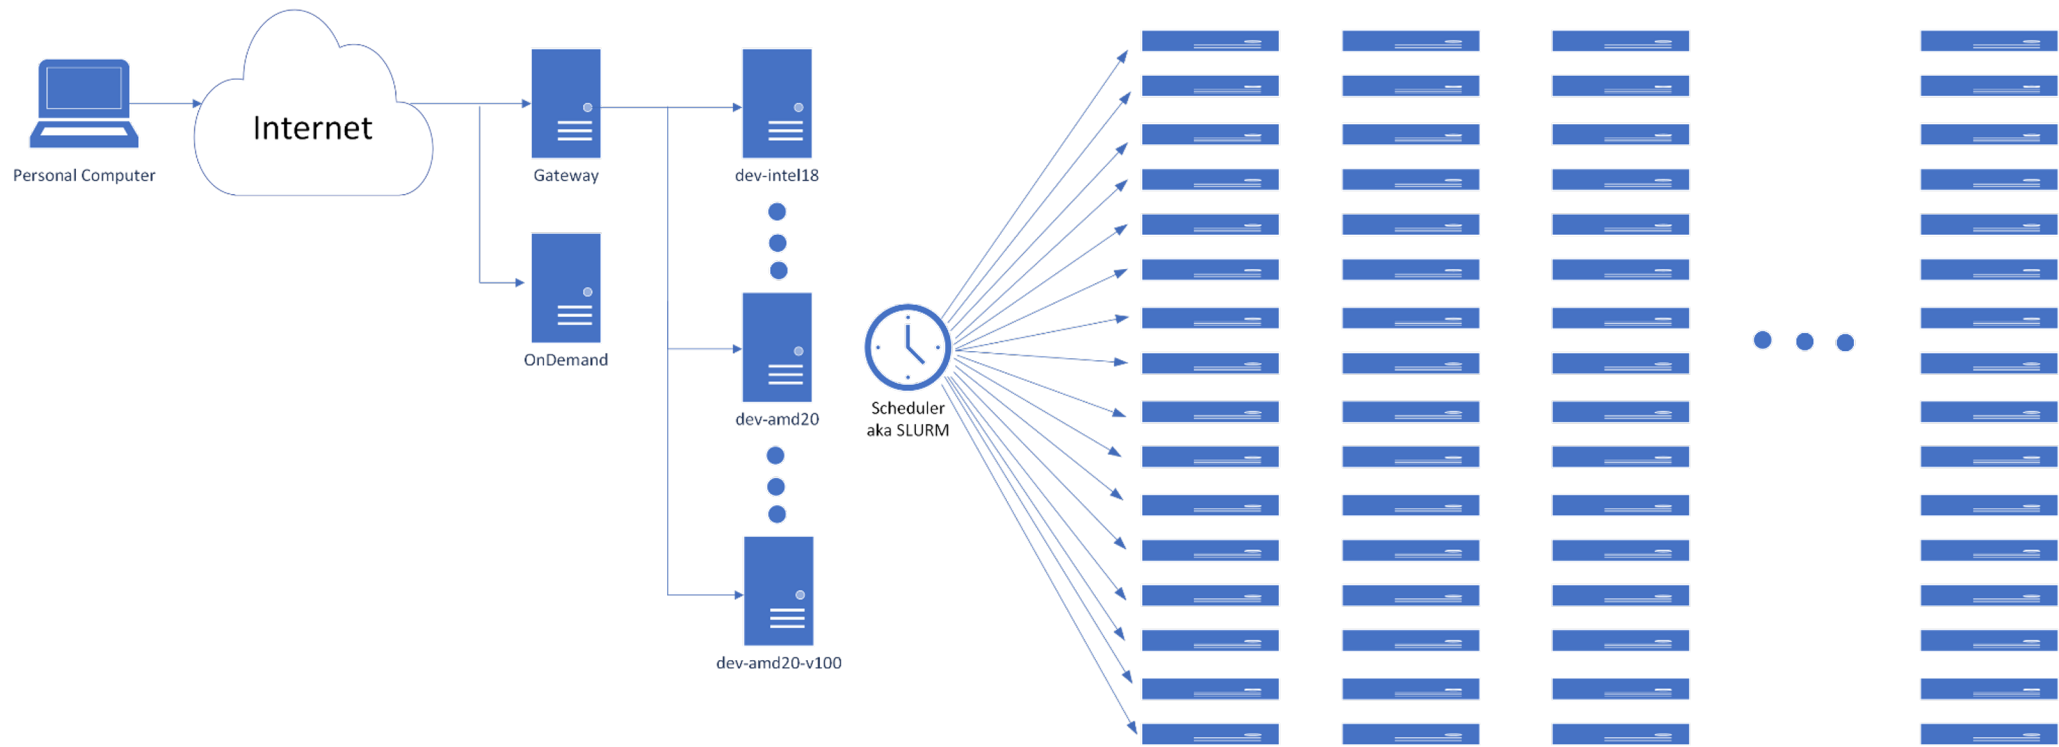 Internet
Personal Computer
Gateway
dev-intel18
OnDemand
dev-amd20
Scheduler
aka SLURM
dev-amd20-v100